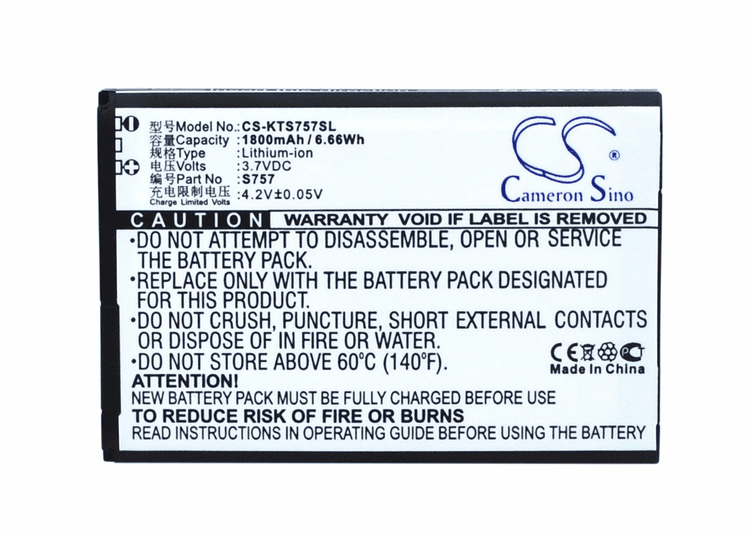 型号Model No.:CS-KTS757SL
容量Capacity:1800mAh / 6.66Wh
类型Type:Lithium-ion
电压Volts:3.7VDC
型号Part No.:S757
充电限制电压:4.2V±0.05V
Charge Limited Voltage
CS
®
Cameron Sino
CAUTION WARRANTY VOID IF LABEL IS REMOVED
•DO NOT ATTEMPT TO DISASSEMBLE, OPEN OR SERVICE
THE BATTERY PACK.
•REPLACE ONLY WITH THE BATTERY PACK DESIGNATED
FOR THIS PRODUCT.
•DO NOT CRUSH, PUNCTURE, SHORT EXTERNAL CONTACTS
OR DISPOSE OF IN FIRE OR WATER.
•DO NOT STORE ABOVE 60°C (140°F).
CE
PC
Made In China
ATTENTION!
NEW BATTERY PACK MUST BE FULLY CHARGED BEFORE USE
TO REDUCE RISK OF FIRE OR BURNS
READ INSTRUCTIONS IN OPERATING GUIDE BEFORE USING THE BATTERY